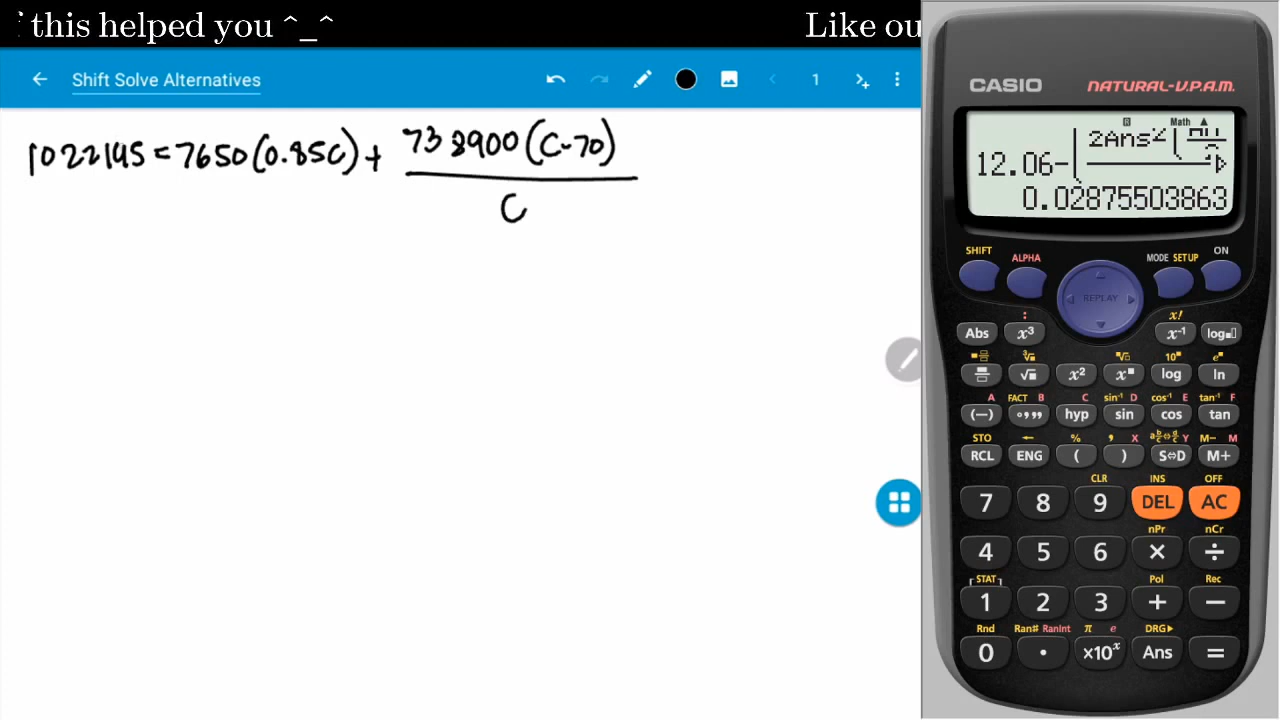 this helped you ^_^ Like ou
Shift Solve Alternatives
1
1022145 = 7650(0.85C) + 738900(C-70)
C
CASIO NATURAL-V.P.A.M.
R Math ▲
2Ans²
12.06-
0.02875503863
SHIFT ALPHA MODE SETUP ON
REPLAY
: x!
Abs x³ x⁻¹ log
³√ 10 e
√ x² x log ln
A FACT B C sin⁻¹ D cos⁻¹ E tan⁻¹ F
(−) °,,, hyp sin cos tan
STO ← % , X a b/c⇔d/c Y M− M
RCL ENG ( ) S⇔D M+
CLR INS OFF
7 8 9 DEL AC
nPr nCr
4 5 6 × ÷
STAT Pol Rec
1 2 3 + −
Rnd Ran# RanInt π e DRG▶
0 • ×10ˣ Ans =